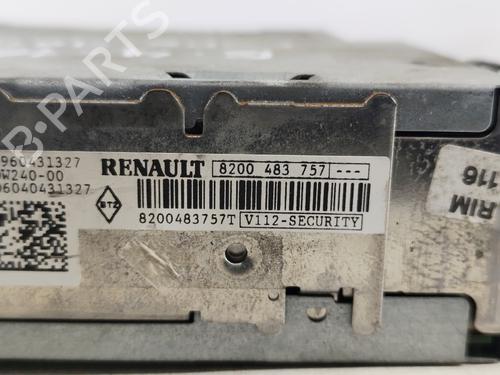 B-PARTS
960431327
W240-00
06040431327
RENAULT 8200 483 757 ---
8200483757T V112-SECURITY
RIM
116